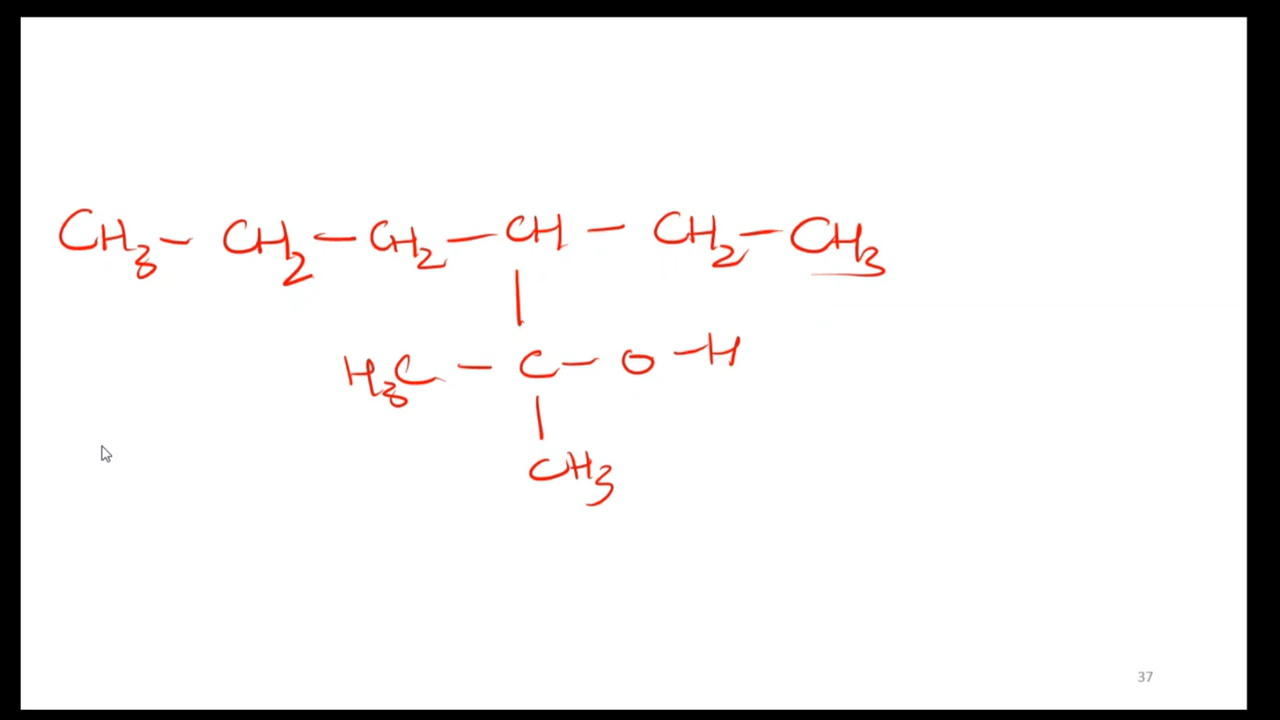 CH3 - CH2 - CH2 - CH - CH2 - CH3
|
H3C - C - O - H
|
CH3
37